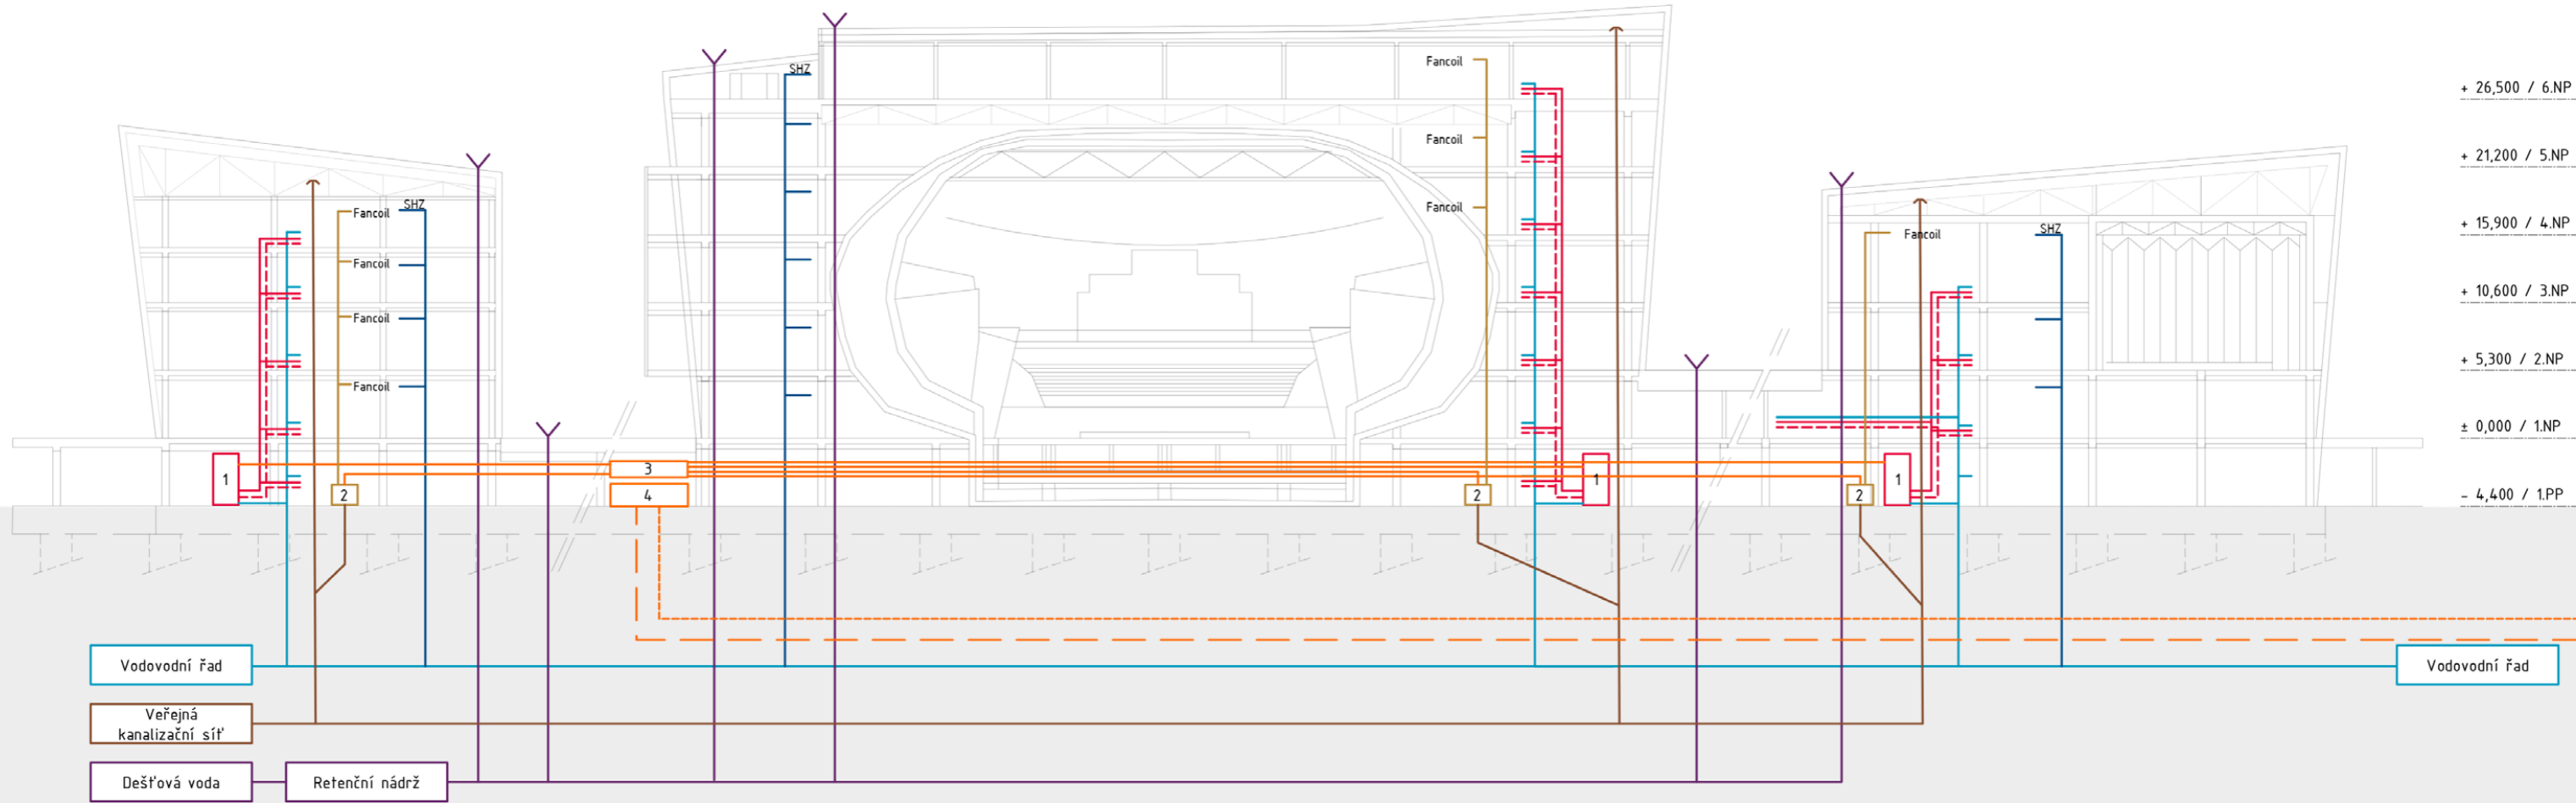 SHZ
Fancoil
+ 26,500 / 6.NP
Fancoil
+ 21,200 / 5.NP
Fancoil
SHZ
Fancoil
+ 15,900 / 4.NP
SHZ
Fancoil
Fancoil
+ 10,600 / 3.NP
Fancoil
+ 5,300 / 2.NP
Fancoil
± 0,000 / 1.NP
1
3
1
1
2
4
2
2
- 4,400 / 1.PP
Vodovodní řad
Vodovodní řad
Veřejná
kanalizační síť
Dešťová voda
Retenční nádrž